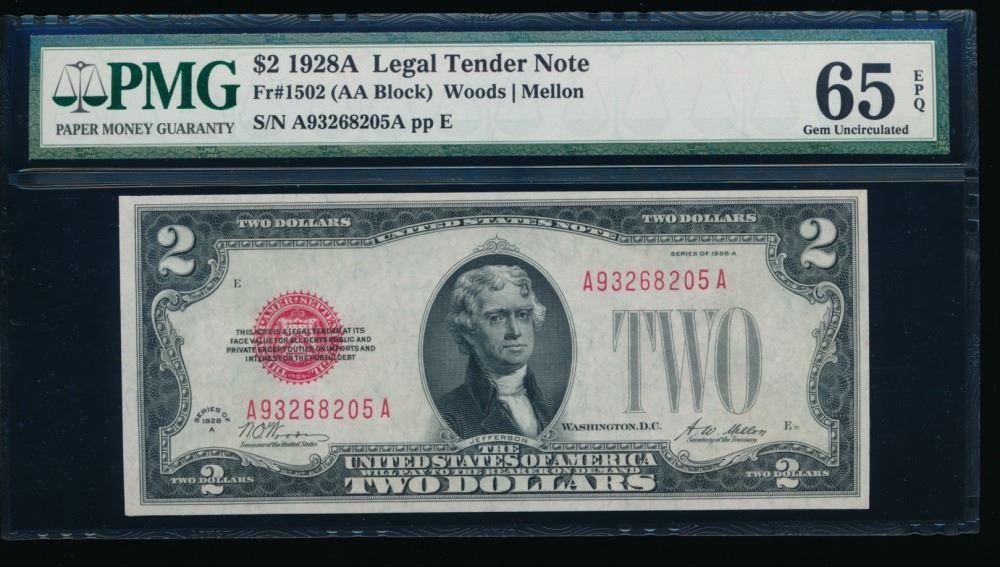 PMG
PAPER MONEY GUARANTY
$2 1928A Legal Tender Note
Fr#1502 (AA Block) Woods | Mellon
S/N A93268205A pp E
65
EPQ
Gem Uncirculated
2
TWO DOLLARS
UNITED STATES NOTE
TWO DOLLARS
2
SERIES OF 1928 A
E
A93268205A
THIS NOTE IS A LEGAL TENDER AT ITS
FACE VALUE FOR ALL DEBTS PUBLIC AND
PRIVATE EXCEPT DUTIES ON IMPORTS AND
INTEREST ON THE PUBLIC DEBT
TWO
SERIES OF
1928
A
A93268205A
WASHINGTON, D.C.
Treasurer of the United States
JEFFERSON
A W Mellon
Secretary of the Treasury
E
THE
UNITED STATES OF AMERICA
WILL PAY TO THE BEARER ON DEMAND
TWO DOLLARS
2
TWO DOLLARS
2
TWO DOLLARS